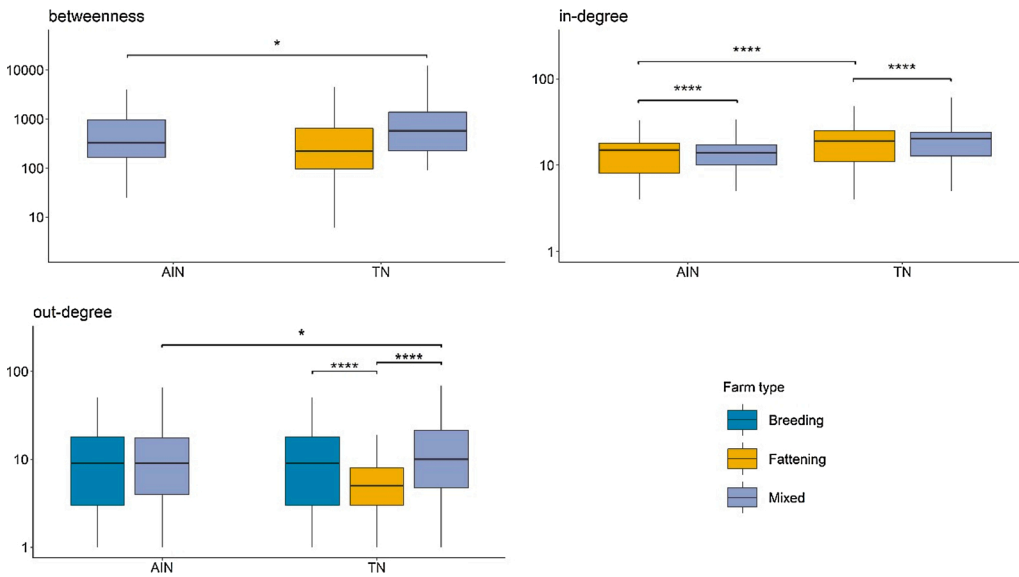 betweenness
*
10000
1000
100
10
AIN
TN
in-degree
****
****
****
100
10
1
AIN
TN
out-degree
*
****
****
100
10
1
AIN
TN
Farm type
Breeding
Fattening
Mixed